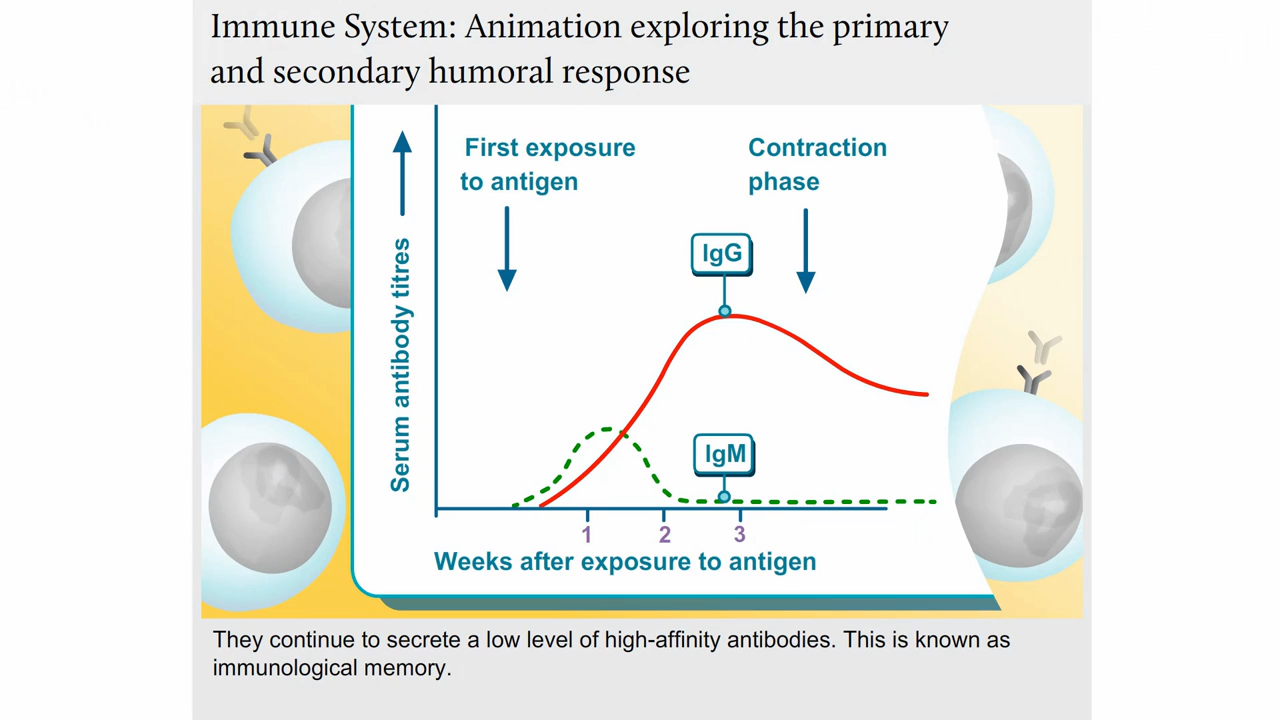 Immune System: Animation exploring the primary
and secondary humoral response
First exposure
to antigen
Contraction
phase
IgG
Serum antibody titres
IgM
1 2 3
Weeks after exposure to antigen
They continue to secrete a low level of high-affinity antibodies. This is known as
immunological memory.